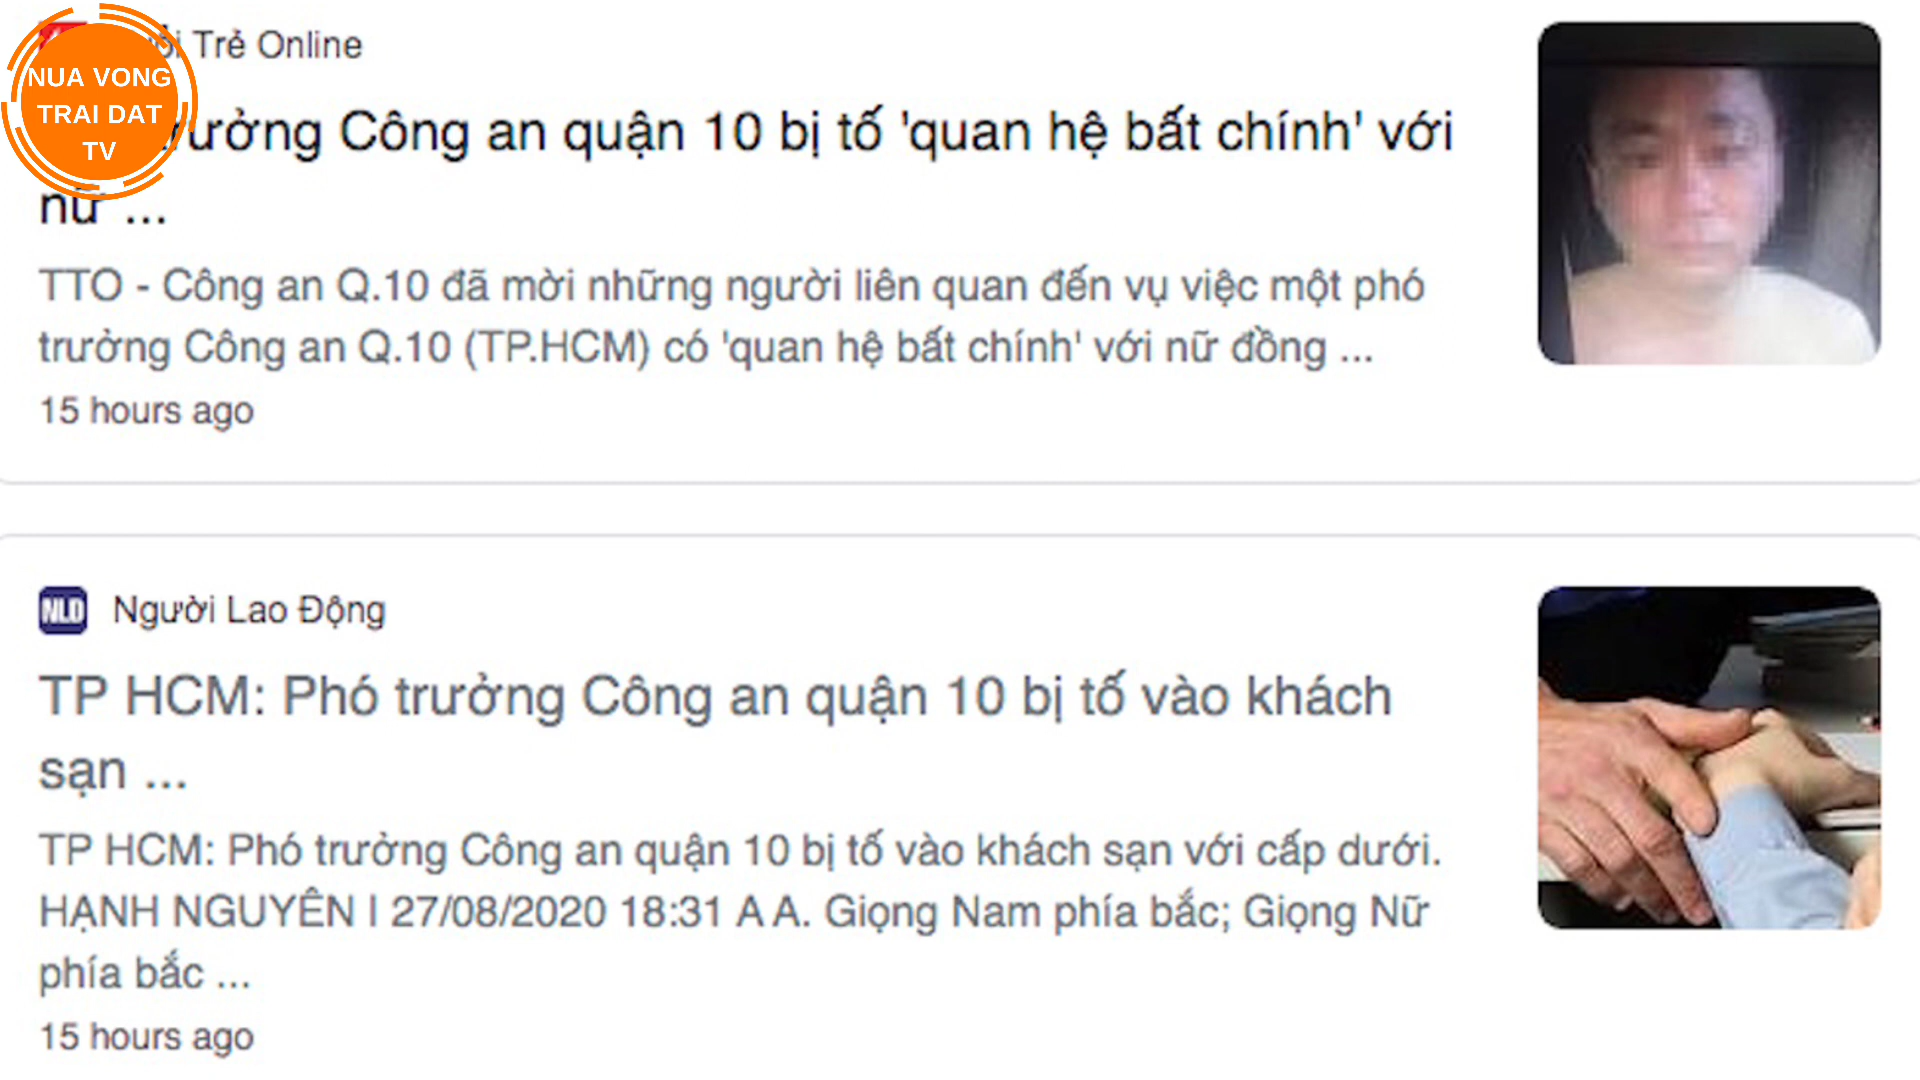 NUA VONG
TRAI DAT
TV
Trẻ Online
trưởng Công an quận 10 bị tố 'quan hệ bất chính' với
nữ ...
TTO - Công an Q.10 đã mời những người liên quan đến vụ việc một phó
trưởng Công an Q.10 (TP.HCM) có 'quan hệ bất chính' với nữ đồng ...
15 hours ago
NLD Người Lao Động
TP HCM: Phó trưởng Công an quận 10 bị tố vào khách
sạn ...
TP HCM: Phó trưởng Công an quận 10 bị tố vào khách sạn với cấp dưới.
HẠNH NGUYÊN I 27/08/2020 18:31 A A. Giọng Nam phía bắc; Giọng Nữ
phía bắc ...
15 hours ago